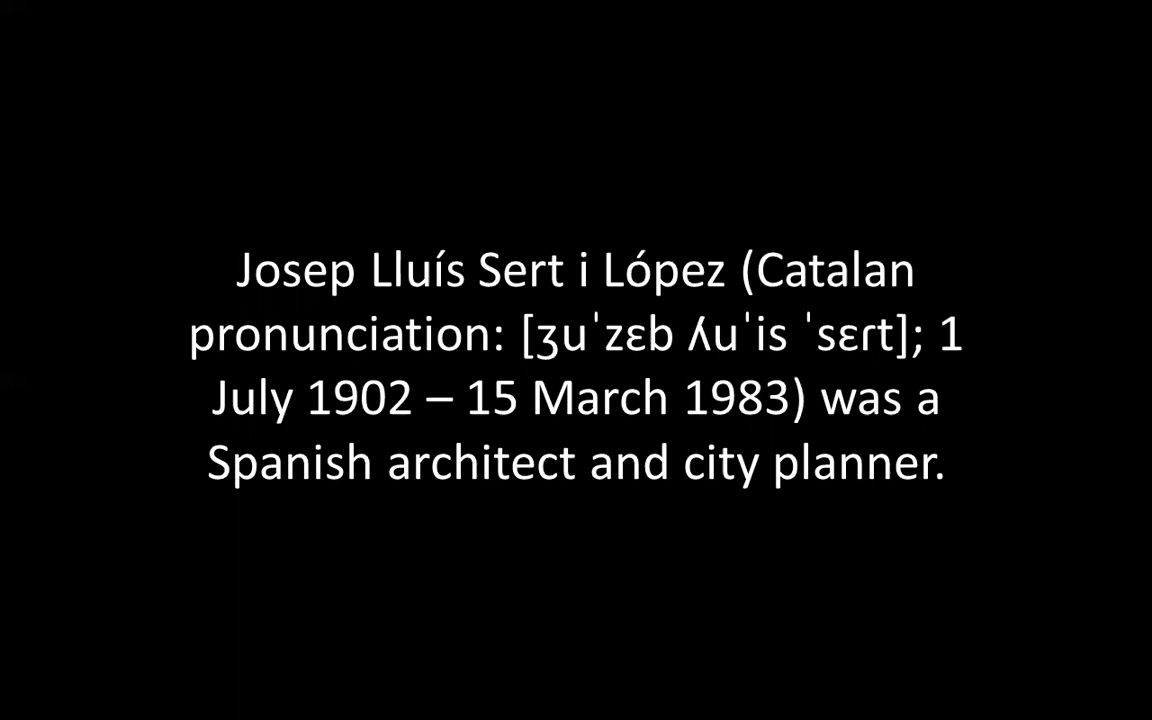 Josep Lluís Sert i López (Catalan
pronunciation: [ʒuˈzɛb ʎuˈis ˈsɛɾt]; 1
July 1902 – 15 March 1983) was a
Spanish architect and city planner.